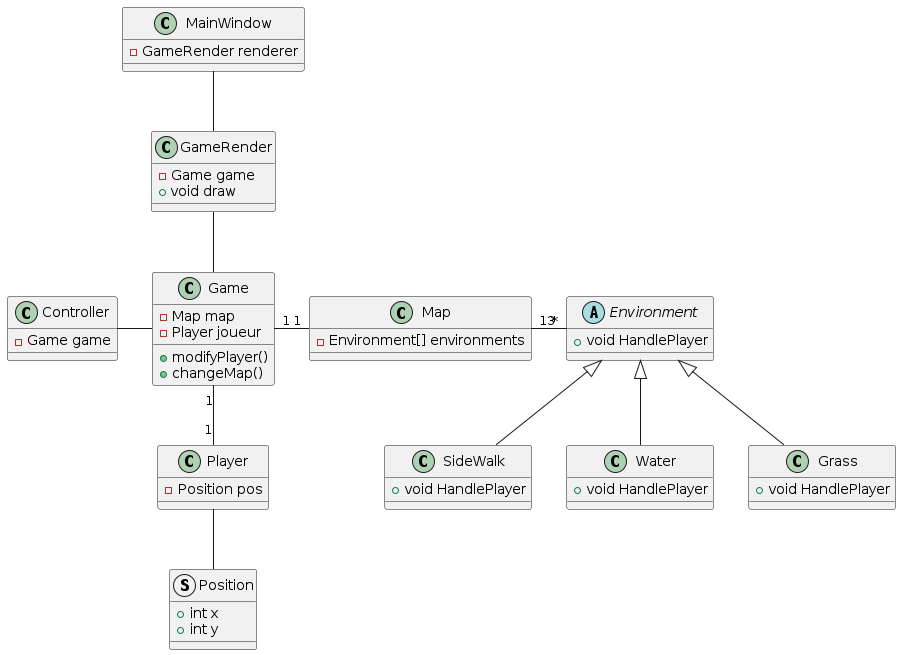 C MainWindow
GameRender renderer
C GameRender
Game game
void draw
C Game
Map map
Player joueur
modifyPlayer()
changeMap()
C Controller
Game game
1 1
C Map
Environment[] environments
13*
A Environment
void HandlePlayer
1
1
C Player
Position pos
C SideWalk
void HandlePlayer
C Water
void HandlePlayer
C Grass
void HandlePlayer
S Position
int x
int y